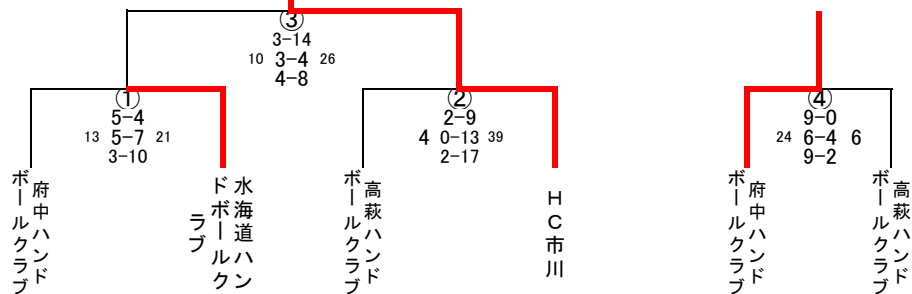 ③
3-14
10 3-4 26
4-8
①
5-4
13 5-7 21
3-10
②
2-9
4 0-13 39
2-17
④
9-0
24 6-4 6
9-2
府中ハンド
ボールクラブ
水海道ハン
ドボールク
ラブ
高萩ハンド
ボールクラブ
HC市川
府中ハンド
ボールクラブ
高萩ハンド
ボールクラブ